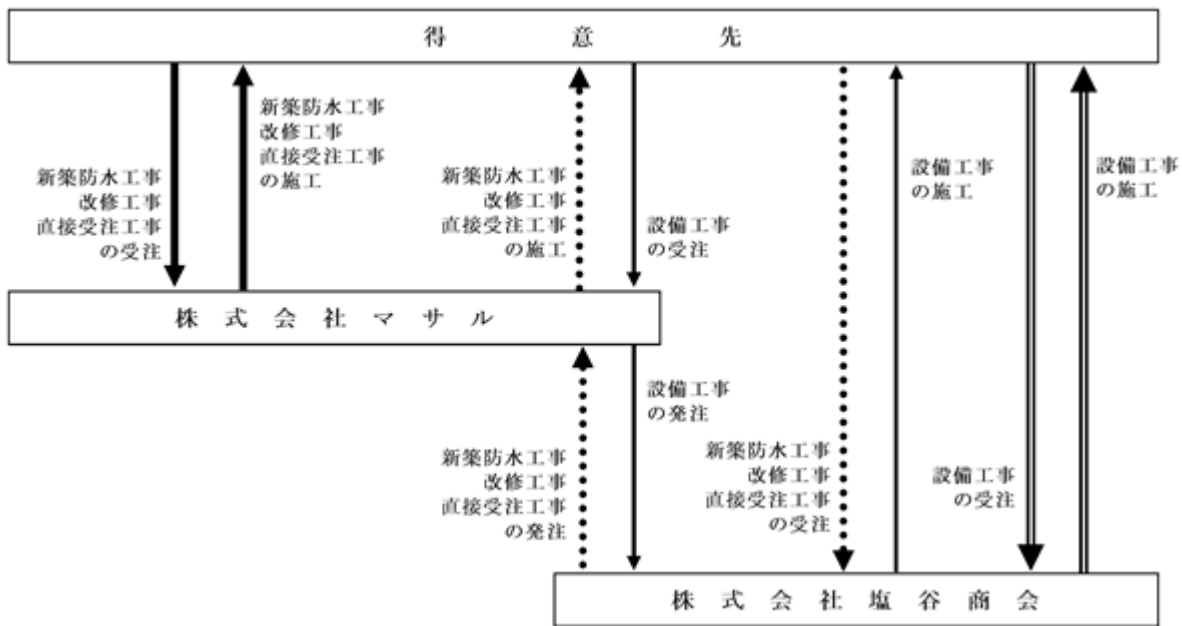 得意先
新築防水工事
改修工事
直接受注工事
の受注
新築防水工事
改修工事
直接受注工事
の施工
新築防水工事
改修工事
直接受注工事
の施工
設備工事
の受注
設備工事
の施工
設備工事
の施工
株式会社マサル
設備工事
の発注
新築防水工事
改修工事
直接受注工事
の発注
新築防水工事
改修工事
直接受注工事
の受注
設備工事
の受注
株式会社塩谷商会